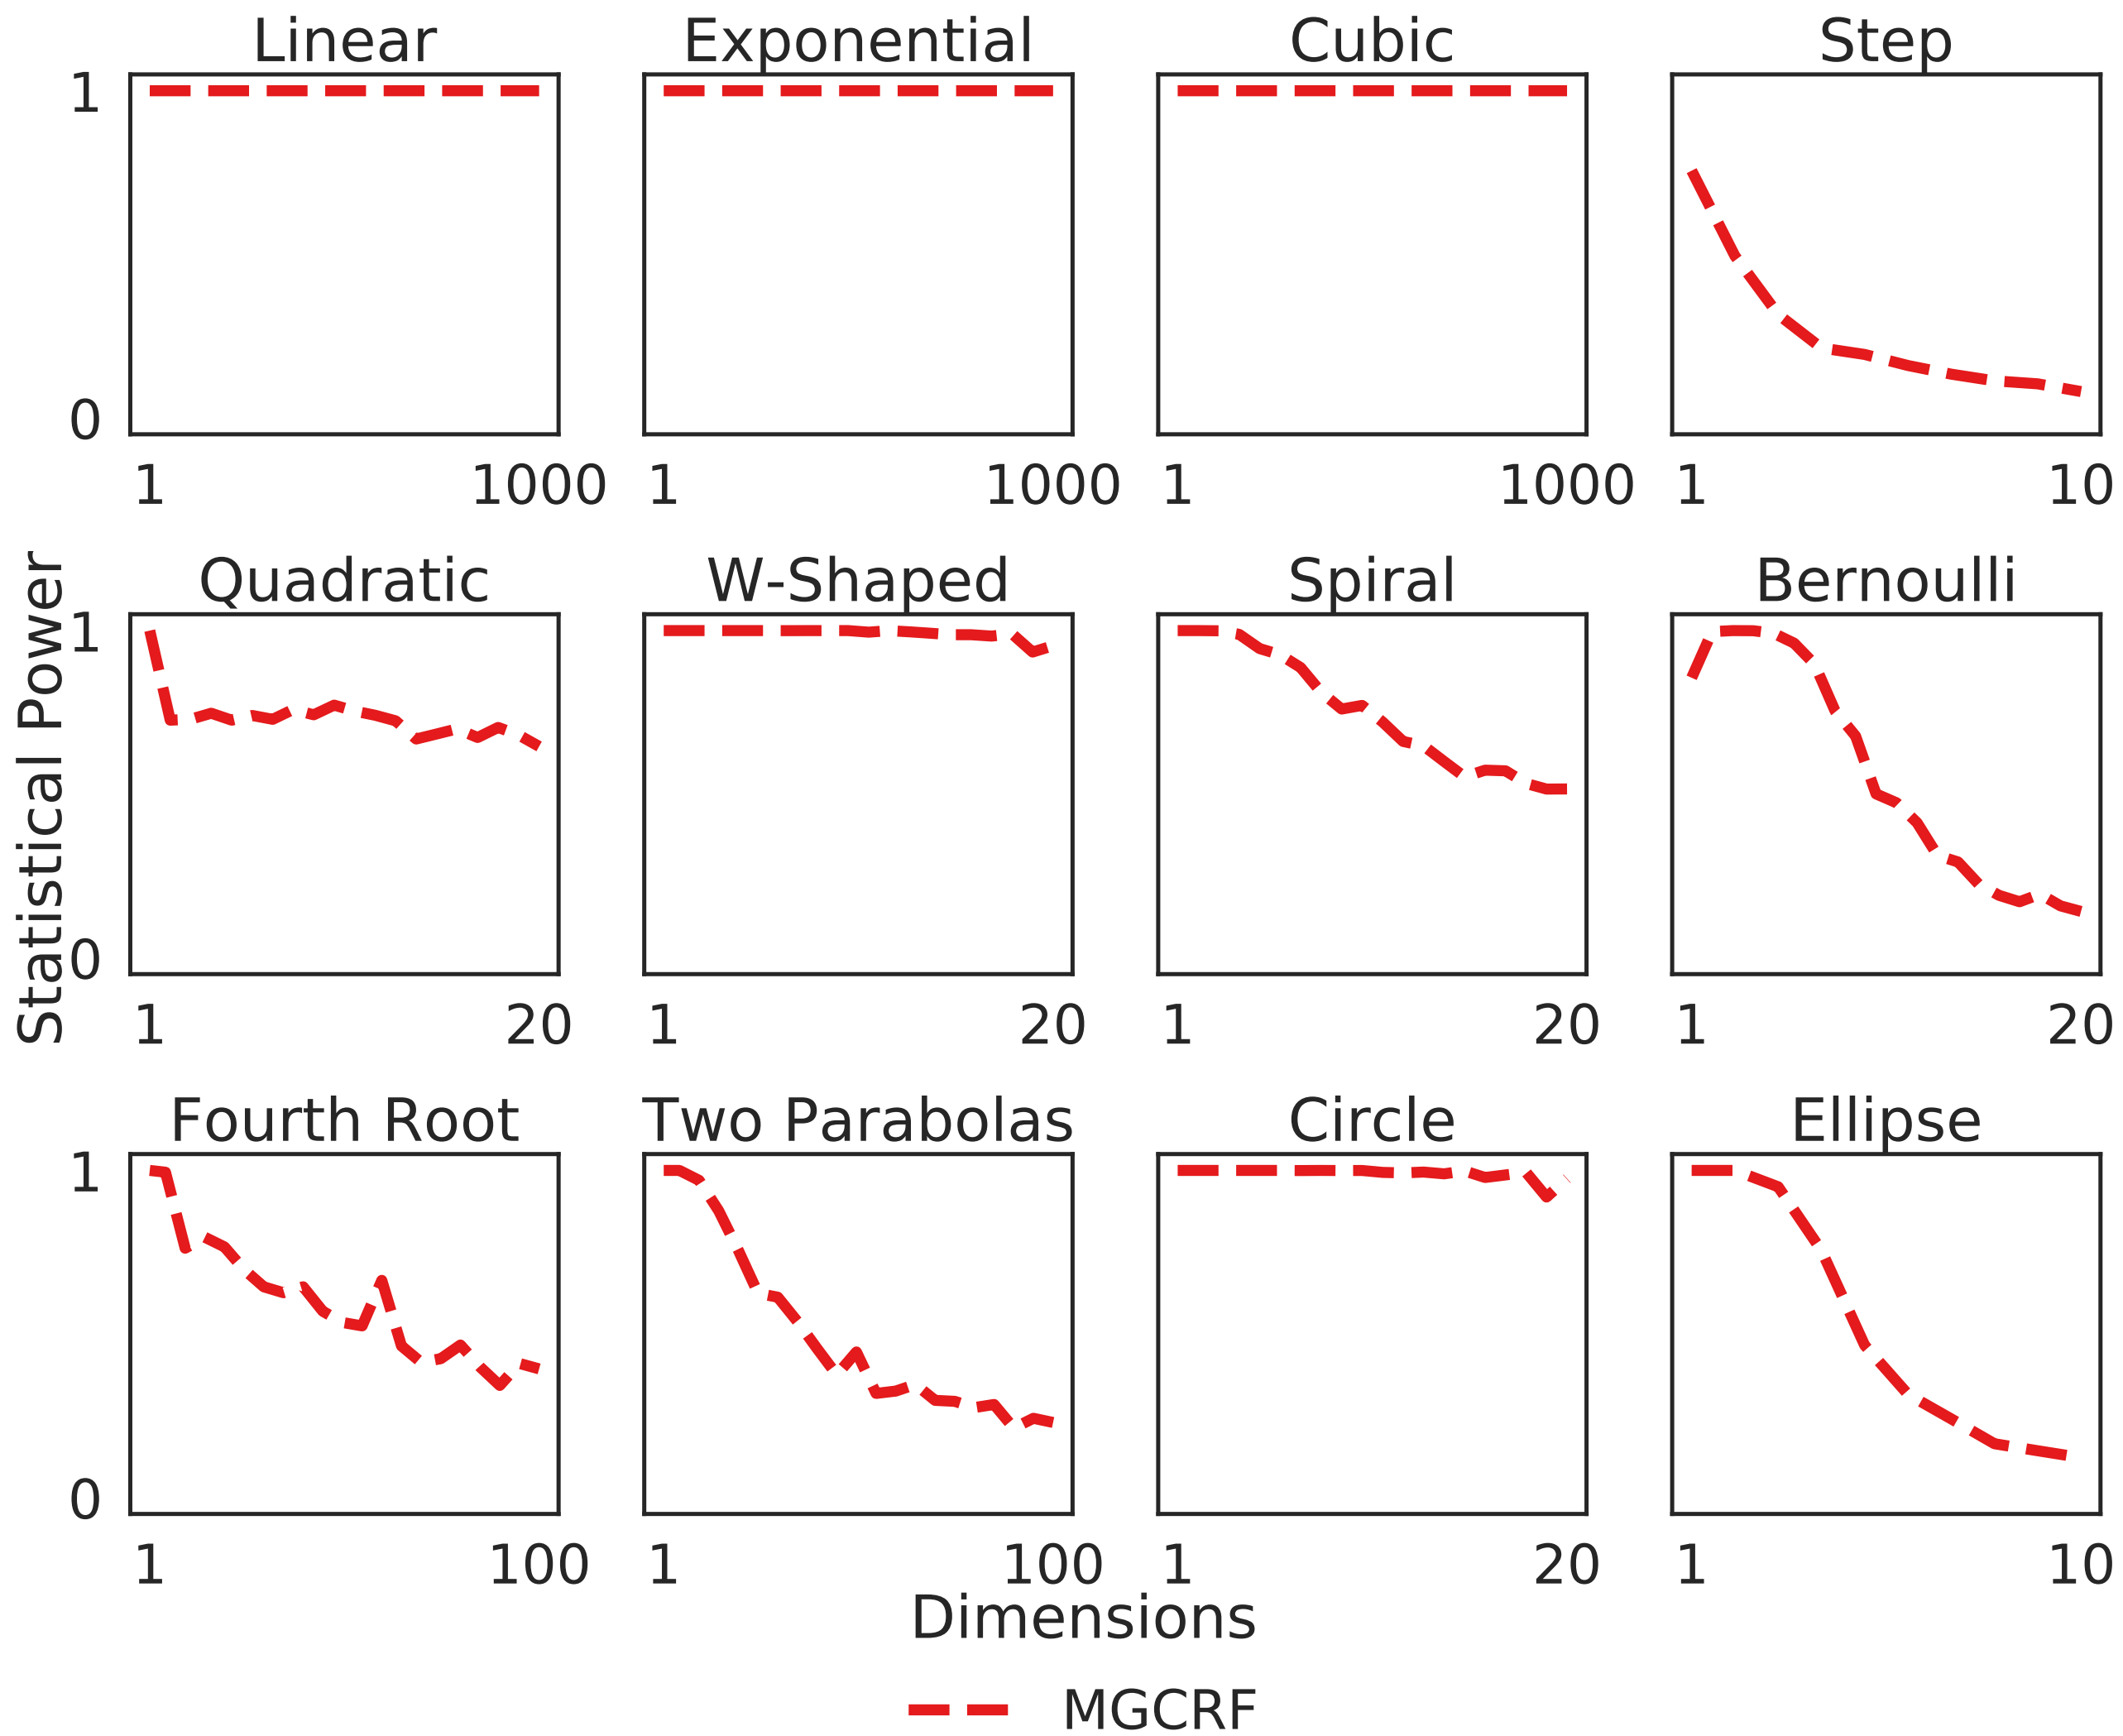 Linear Exponential Cubic Step
1
0
1 1000 1 1000 1 1000 1 10
Statistical Power
Quadratic W-Shaped Spiral Bernoulli
1
0
1 20 1 20 1 20 1 20
Fourth Root Two Parabolas Circle Ellipse
1
0
1 100 1 100 1 20 1 10
Dimensions
MGCRF